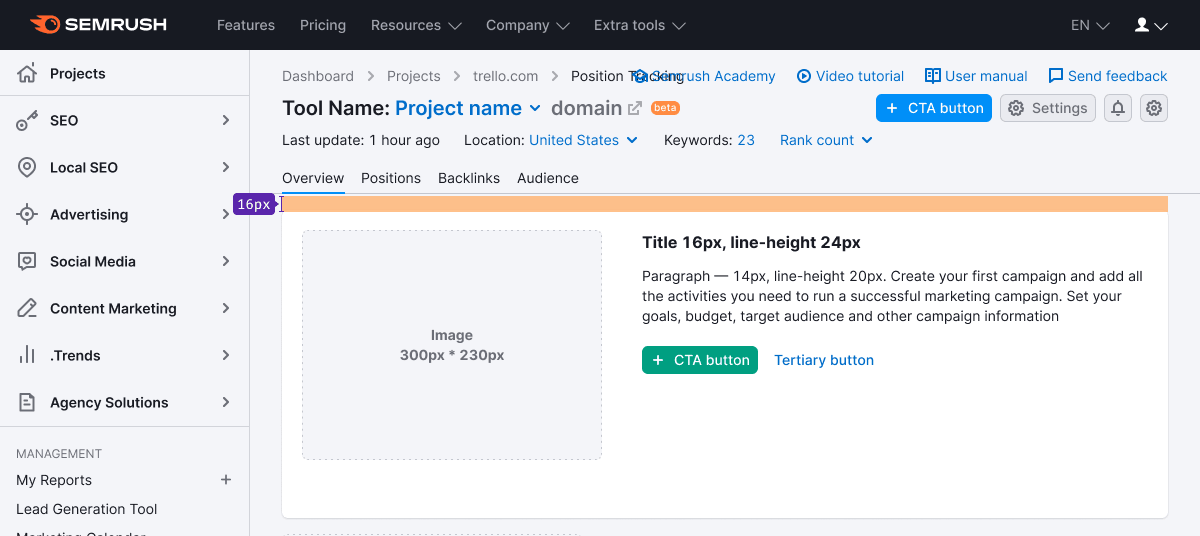 SEMRUSH Features Pricing Resources Company Extra tools EN
Projects
SEO
Local SEO
Advertising
Social Media
Content Marketing
.Trends
Agency Solutions
MANAGEMENT
My Reports
Lead Generation Tool
Marketing Calendar
Dashboard Projects trello.com Position Tracking Semrush Academy Video tutorial User manual Send feedback
Tool Name: Project name domain beta CTA button Settings
Last update: 1 hour ago Location: United States Keywords: 23 Rank count
Overview Positions Backlinks Audience
16px
Image
300px * 230px
Title 16px, line-height 24px
Paragraph — 14px, line-height 20px. Create your first campaign and add all
the activities you need to run a successful marketing campaign. Set your
goals, budget, target audience and other campaign information
CTA button Tertiary button